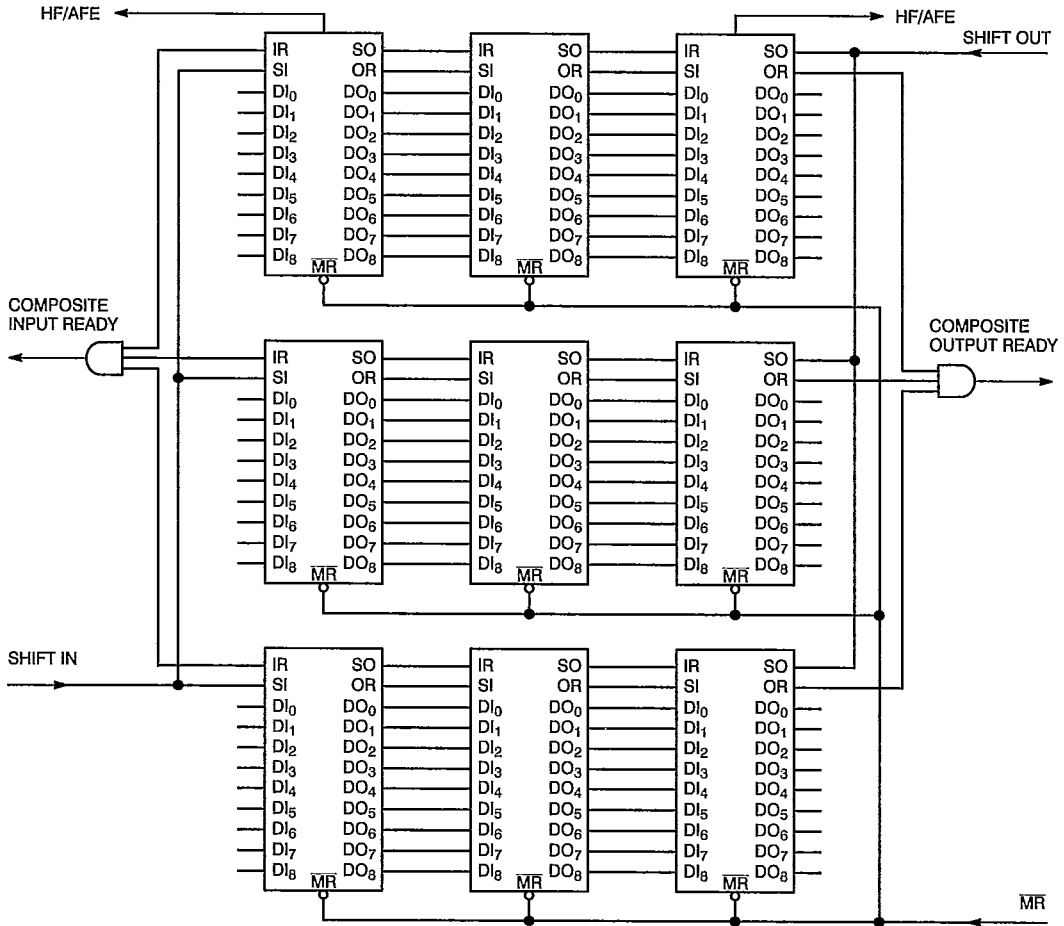 HF/AFE HF/AFE
SHIFT OUT
IR SO IR SO IR SO
SI OR SI OR SI OR
DI0 DO0 DI0 DO0 DI0 DO0
DI1 DO1 DI1 DO1 DI1 DO1
DI2 DO2 DI2 DO2 DI2 DO2
DI3 DO3 DI3 DO3 DI3 DO3
DI4 DO4 DI4 DO4 DI4 DO4
DI5 DO5 DI5 DO5 DI5 DO5
DI6 DO6 DI6 DO6 DI6 DO6
DI7 DO7 DI7 DO7 DI7 DO7
DI8 DO8 DI8 DO8 DI8 DO8
MR MR MR
COMPOSITE
INPUT READY
COMPOSITE
OUTPUT READY
IR SO IR SO IR SO
SI OR SI OR SI OR
DI0 DO0 DI0 DO0 DI0 DO0
DI1 DO1 DI1 DO1 DI1 DO1
DI2 DO2 DI2 DO2 DI2 DO2
DI3 DO3 DI3 DO3 DI3 DO3
DI4 DO4 DI4 DO4 DI4 DO4
DI5 DO5 DI5 DO5 DI5 DO5
DI6 DO6 DI6 DO6 DI6 DO6
DI7 DO7 DI7 DO7 DI7 DO7
DI8 DO8 DI8 DO8 DI8 DO8
MR MR MR
SHIFT IN
IR SO IR SO IR SO
SI OR SI OR SI OR
DI0 DO0 DI0 DO0 DI0 DO0
DI1 DO1 DI1 DO1 DI1 DO1
DI2 DO2 DI2 DO2 DI2 DO2
DI3 DO3 DI3 DO3 DI3 DO3
DI4 DO4 DI4 DO4 DI4 DO4
DI5 DO5 DI5 DO5 DI5 DO5
DI6 DO6 DI6 DO6 DI6 DO6
DI7 DO7 DI7 DO7 DI7 DO7
DI8 DO8 DI8 DO8 DI8 DO8
MR MR MR
MR